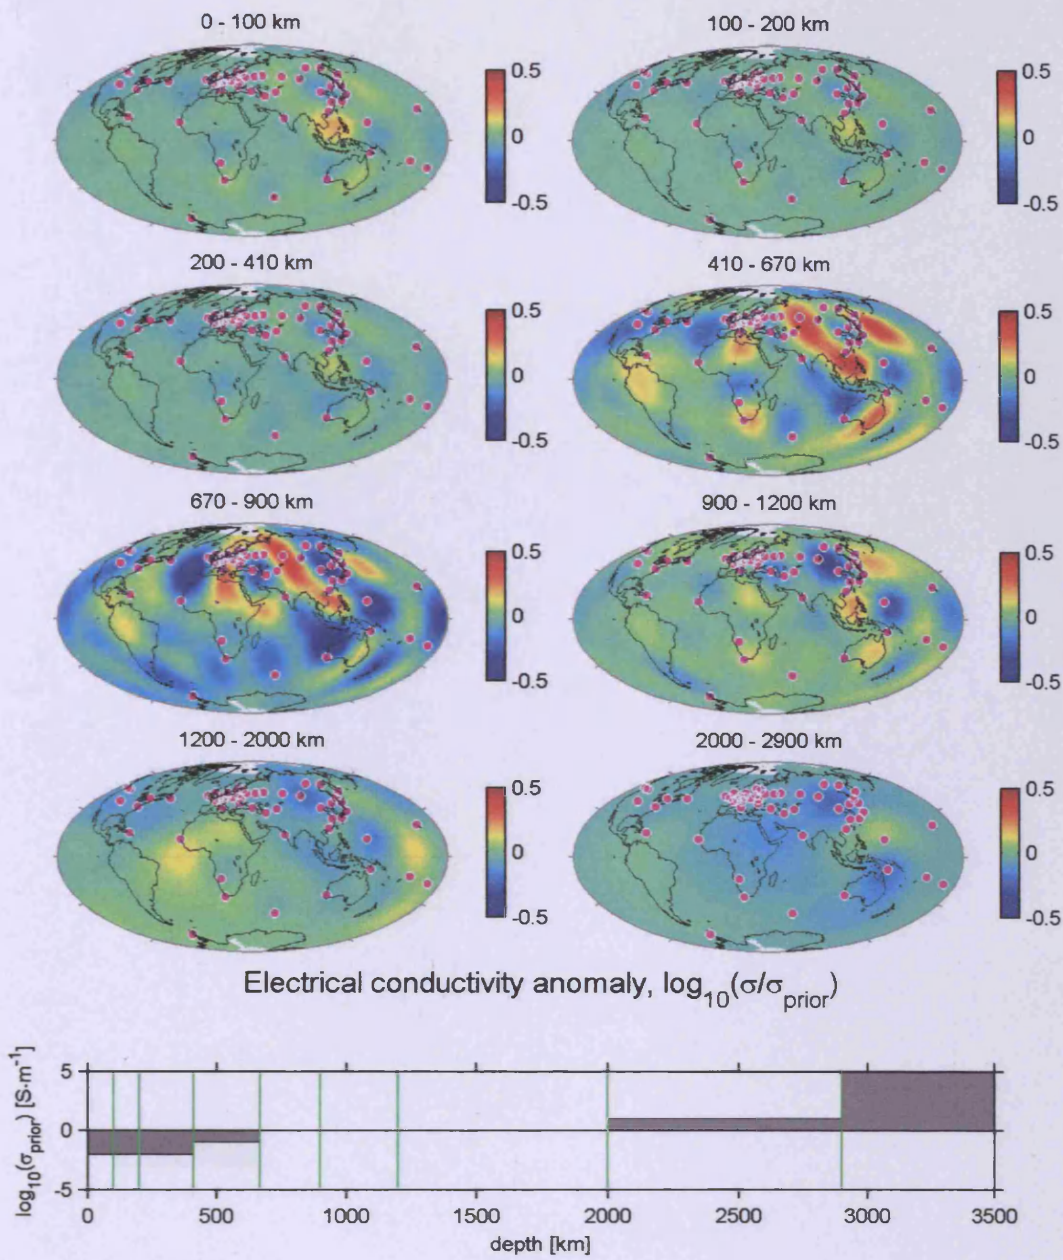 0 - 100 km
100 - 200 km
0.5
0
-0.5
0.5
0
-0.5
200 - 410 km
410 - 670 km
0.5
0
-0.5
0.5
0
-0.5
670 - 900 km
900 - 1200 km
0.5
0
-0.5
0.5
0
-0.5
1200 - 2000 km
2000 - 2900 km
0.5
0
-0.5
0.5
0
-0.5
Electrical conductivity anomaly, log10(σ/σprior)
log10(σprior) [S·m-1]
5
0
-5
0 500 1000 1500 2000 2500 3000 3500
depth [km]